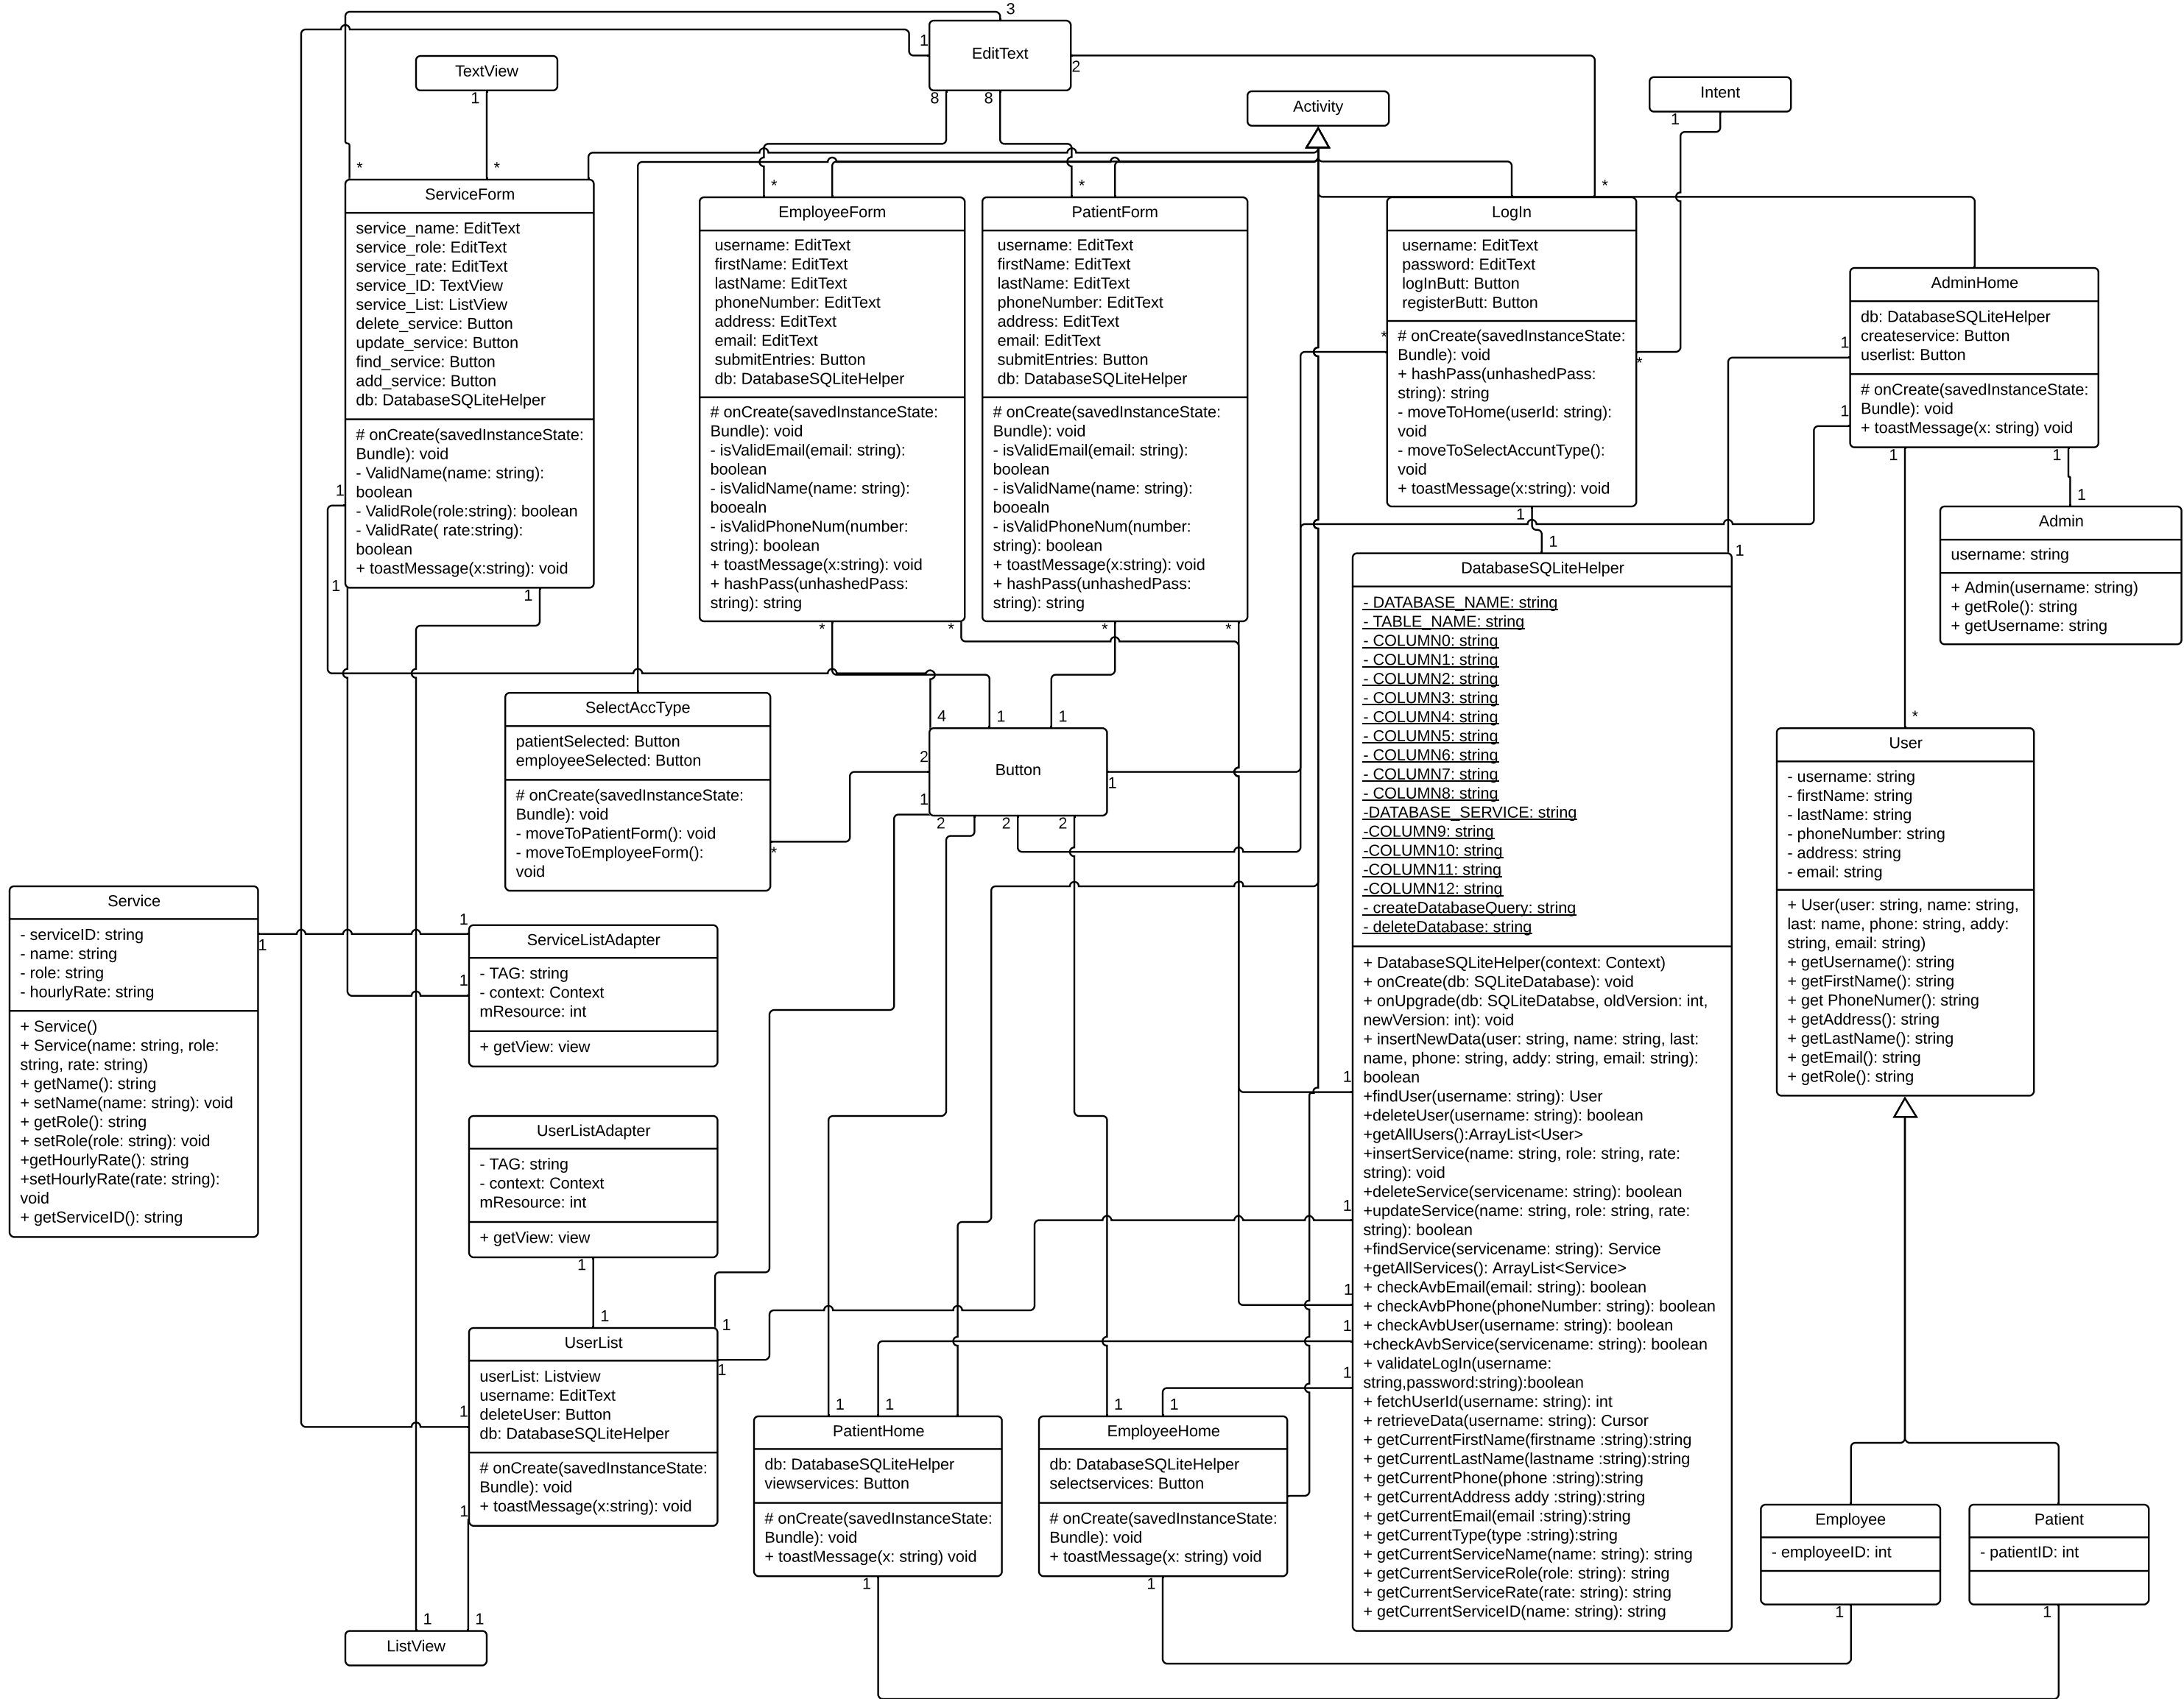 3
EditText
1
2
8
8
TextView
1
Activity
Intent
1
*
*
*
*
*
ServiceForm
service_name: EditText
service_role: EditText
service_rate: EditText
service_ID: TextView
service_List: ListView
delete_service: Button
update_service: Button
find_service: Button
add_service: Button
db: DatabaseSQLiteHelper
# onCreate(savedInstanceState:
Bundle): void
- ValidName(name: string):
boolean
- ValidRole(role:string): boolean
- ValidRate( rate:string):
boolean
+ toastMessage(x:string): void
1
1
1
EmployeeForm
username: EditText
firstName: EditText
lastName: EditText
phoneNumber: EditText
address: EditText
email: EditText
submitEntries: Button
db: DatabaseSQLiteHelper
# onCreate(savedInstanceState:
Bundle): void
- isValidEmail(email: string):
boolean
- isValidName(name: string):
booealn
- isValidPhoneNum(number:
string): boolean
+ toastMessage(x:string): void
+ hashPass(unhashedPass:
string): string
*
*
PatientForm
username: EditText
firstName: EditText
lastName: EditText
phoneNumber: EditText
address: EditText
email: EditText
submitEntries: Button
db: DatabaseSQLiteHelper
# onCreate(savedInstanceState:
Bundle): void
- isValidEmail(email: string):
boolean
- isValidName(name: string):
booealn
- isValidPhoneNum(number:
string): boolean
+ toastMessage(x:string): void
+ hashPass(unhashedPass:
string): string
*
*
LogIn
username: EditText
password: EditText
logInButt: Button
registerButt: Button
# onCreate(savedInstanceState:
Bundle): void
+ hashPass(unhashedPass:
string): string
- moveToHome(userId: string):
void
- moveToSelectAccuntType():
void
+ toastMessage(x:string): void
*
*
1
1
AdminHome
db: DatabaseSQLiteHelper
createservice: Button
userlist: Button
# onCreate(savedInstanceState:
Bundle): void
+ toastMessage(x: string) void
1
1
1
1
1
Admin
username: string
+ Admin(username: string)
+ getRole(): string
+ getUsername: string
1
DatabaseSQLiteHelper
- DATABASE_NAME: string
- TABLE_NAME: string
- COLUMN0: string
- COLUMN1: string
- COLUMN2: string
- COLUMN3: string
- COLUMN4: string
- COLUMN5: string
- COLUMN6: string
- COLUMN7: string
- COLUMN8: string
-DATABASE_SERVICE: string
-COLUMN9: string
-COLUMN10: string
-COLUMN11: string
-COLUMN12: string
- createDatabaseQuery: string
- deleteDatabase: string
+ DatabaseSQLiteHelper(context: Context)
+ onCreate(db: SQLiteDatabase): void
+ onUpgrade(db: SQLiteDatabse, oldVersion: int,
newVersion: int): void
+ insertNewData(user: string, name: string, last:
name, phone: string, addy: string, email: string):
boolean
+findUser(username: string): User
+deleteUser(username: string): boolean
+getAllUsers():ArrayList<User>
+insertService(name: string, role: string, rate:
string): void
+deleteService(servicename: string): boolean
+updateService(name: string, role: string, rate:
string): boolean
+findService(servicename: string): Service
+getAllServices(): ArrayList<Service>
+ checkAvbEmail(email: string): boolean
+ checkAvbPhone(phoneNumber: string): boolean
+ checkAvbUser(username: string): boolean
+checkAvbService(servicename: string): boolean
+ validateLogIn(username:
string,password:string):boolean
+ fetchUserId(username: string): int
+ retrieveData(username: string): Cursor
+ getCurrentFirstName(firstname :string):string
+ getCurrentLastName(lastname :string):string
+ getCurrentPhone(phone :string):string
+ getCurrentAddress addy :string):string
+ getCurrentEmail(email :string):string
+ getCurrentType(type :string):string
+ getCurrentServiceName(name: string): string
+ getCurrentServiceRole(role: string): string
+ getCurrentServiceRate(rate: string): string
+ getCurrentServiceID(name: string): string
1
1
1
1
1
SelectAccType
patientSelected: Button
employeeSelected: Button
# onCreate(savedInstanceState:
Bundle): void
- moveToPatientForm(): void
- moveToEmployeeForm():
void
*
4
1
1
Button
2
1
1
2
2
2
*
User
- username: string
- firstName: string
- lastName: string
- phoneNumber: string
- address: string
- email: string
+ User(user: string, name: string,
last: name, phone: string, addy:
string, email: string)
+ getUsername(): string
+ getFirstName(): string
+ get PhoneNumer(): string
+ getAddress(): string
+ getLastName(): string
+ getEmail(): string
+ getRole(): string
Service
- serviceID: string
- name: string
- role: string
- hourlyRate: string
+ Service()
+ Service(name: string, role:
string, rate: string)
+ getName(): string
+ setName(name: string): void
+ getRole(): string
+ setRole(role: string): void
+getHourlyRate(): string
+setHourlyRate(rate: string):
void
+ getServiceID(): string
1
1
1
ServiceListAdapter
- TAG: string
- context: Context
mResource: int
+ getView: view
UserListAdapter
- TAG: string
- context: Context
mResource: int
+ getView: view
1
1
1
1
UserList
userList: Listview
username: EditText
deleteUser: Button
db: DatabaseSQLiteHelper
# onCreate(savedInstanceState:
Bundle): void
+ toastMessage(x:string): void
1
1
1
1
ListView
1
1
PatientHome
db: DatabaseSQLiteHelper
viewservices: Button
# onCreate(savedInstanceState:
Bundle): void
+ toastMessage(x: string) void
1
1
1
EmployeeHome
db: DatabaseSQLiteHelper
selectservices: Button
# onCreate(savedInstanceState:
Bundle): void
+ toastMessage(x: string) void
1
Employee
- employeeID: int
1
Patient
- patientID: int
1